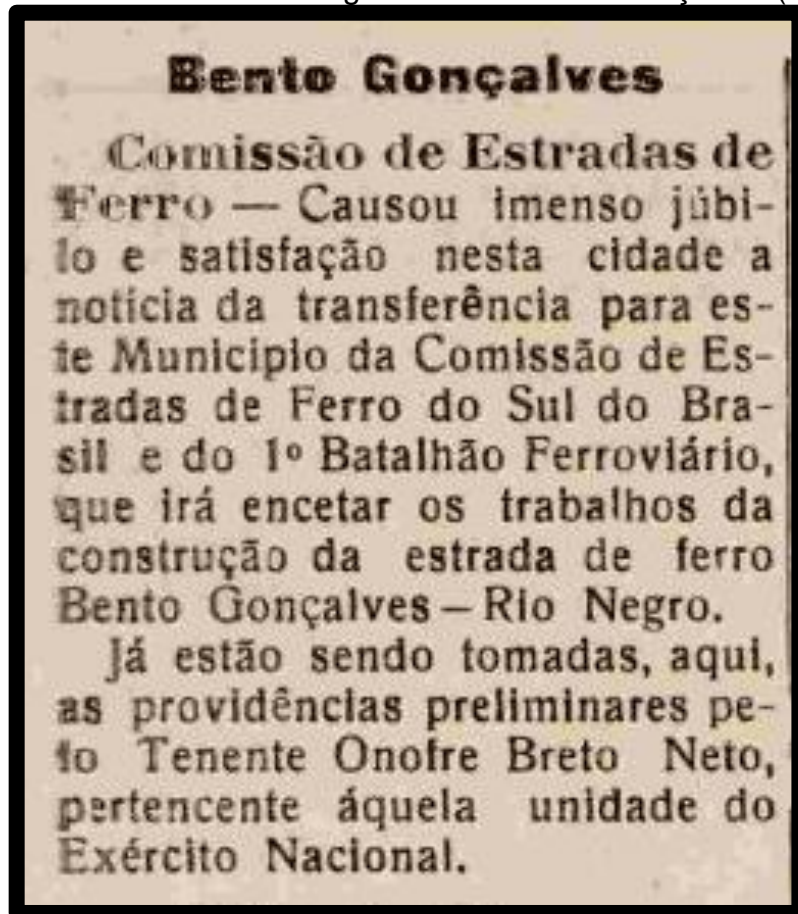 Bento Gonçalves
Comissão de Estradas de
Ferro — Causou imenso júbi-
lo e satisfação nesta cidade a
notícia da transferência para es-
te Municipio da Comissão de Es-
tradas de Ferro do Sul do Bra-
sil e do 1º Batalhão Ferroviário,
que irá encetar os trabalhos da
construção da estrada de ferro
Bento Gonçalves — Rio Negro.
Já estão sendo tomadas, aqui,
as providências preliminares pe-
lo Tenente Onofre Breto Neto,
pertencente áquela unidade do
Exército Nacional.